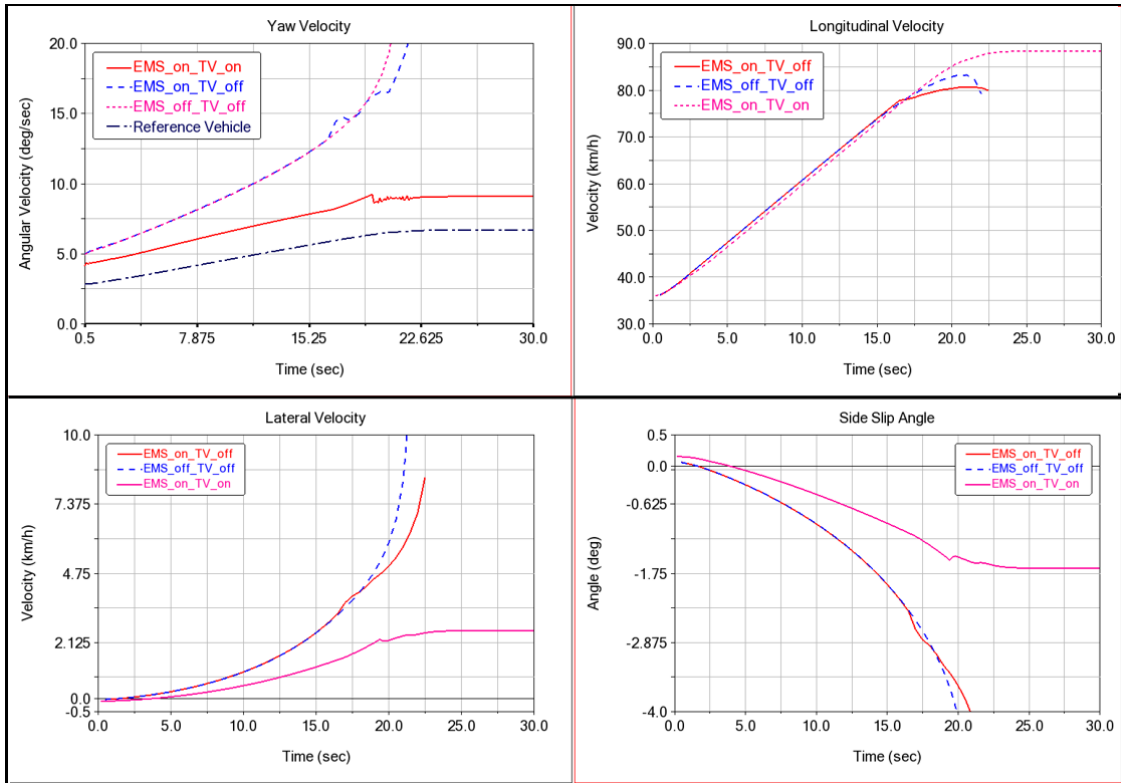 Yaw Velocity
20.0
15.0
10.0
5.0
0.0
Angular Velocity (deg/sec)
EMS_on_TV_on
EMS_on_TV_off
EMS_off_TV_off
Reference Vehicle
0.5 7.875 15.25 22.625 30.0
Time (sec)
Longitudinal Velocity
90.0
80.0
70.0
60.0
50.0
40.0
30.0
Velocity (km/h)
EMS_on_TV_off
EMS_off_TV_off
EMS_on_TV_on
0.0 5.0 10.0 15.0 20.0 25.0 30.0
Time (sec)
Lateral Velocity
10.0
7.375
4.75
2.125
0.0
-0.5
Velocity (km/h)
EMS_on_TV_off
EMS_off_TV_off
EMS_on_TV_on
0.0 5.0 10.0 15.0 20.0 25.0 30.0
Time (sec)
Side Slip Angle
0.5
0.0
-0.625
-1.75
-2.875
-4.0
Angle (deg)
EMS_on_TV_off
EMS_off_TV_off
EMS_on_TV_on
0.0 5.0 10.0 15.0 20.0 25.0 30.0
Time (sec)